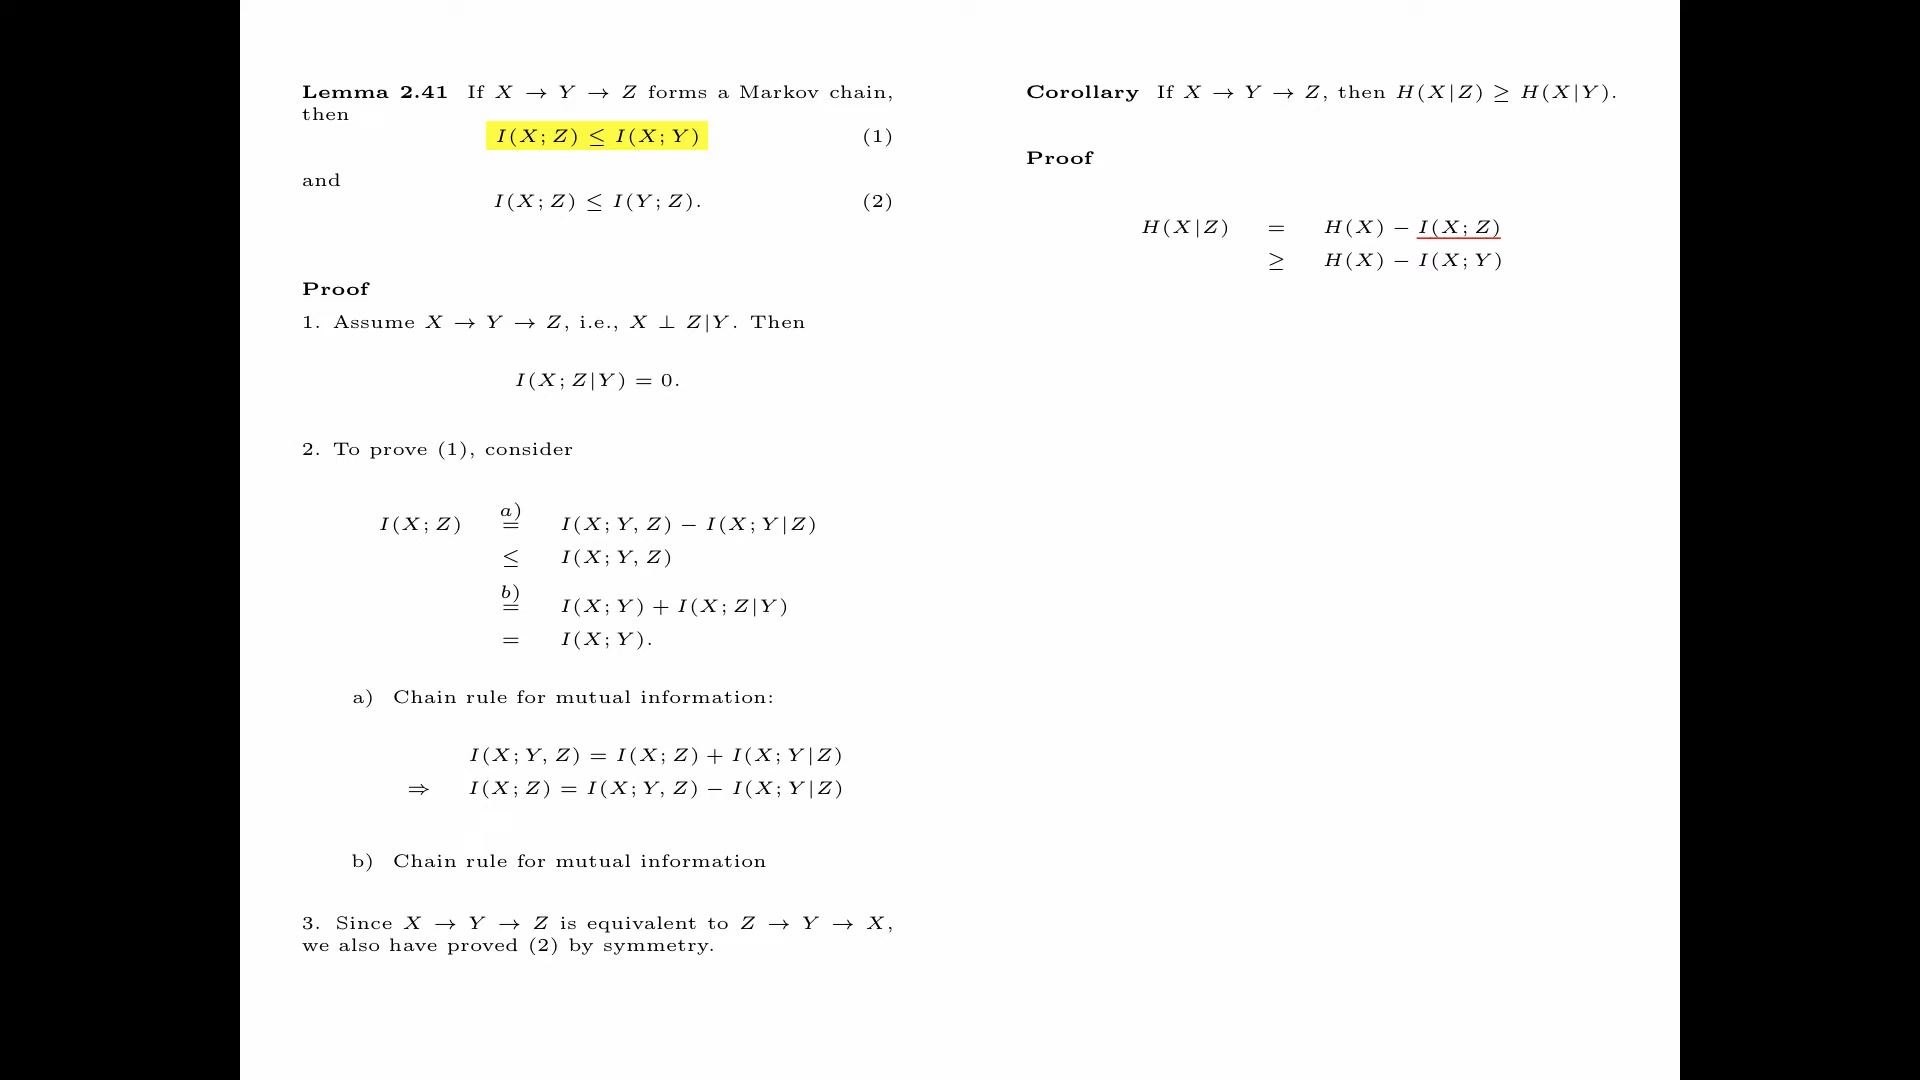 Lemma 2.41 If X → Y → Z forms a Markov chain,
then
I(X; Z) ≤ I(X; Y) (1)
and
I(X; Z) ≤ I(Y; Z). (2)
Proof
1. Assume X → Y → Z, i.e., X ⊥ Z|Y. Then
I(X; Z|Y) = 0.
2. To prove (1), consider
I(X; Z) a) = I(X; Y, Z) − I(X; Y|Z)
≤ I(X; Y, Z)
b) = I(X; Y) + I(X; Z|Y)
= I(X; Y).
a) Chain rule for mutual information:
I(X; Y, Z) = I(X; Z) + I(X; Y|Z)
⇒ I(X; Z) = I(X; Y, Z) − I(X; Y|Z)
b) Chain rule for mutual information
3. Since X → Y → Z is equivalent to Z → Y → X,
we also have proved (2) by symmetry.
Corollary If X → Y → Z, then H(X|Z) ≥ H(X|Y).
Proof
H(X|Z) = H(X) − I(X; Z)
≥ H(X) − I(X; Y)